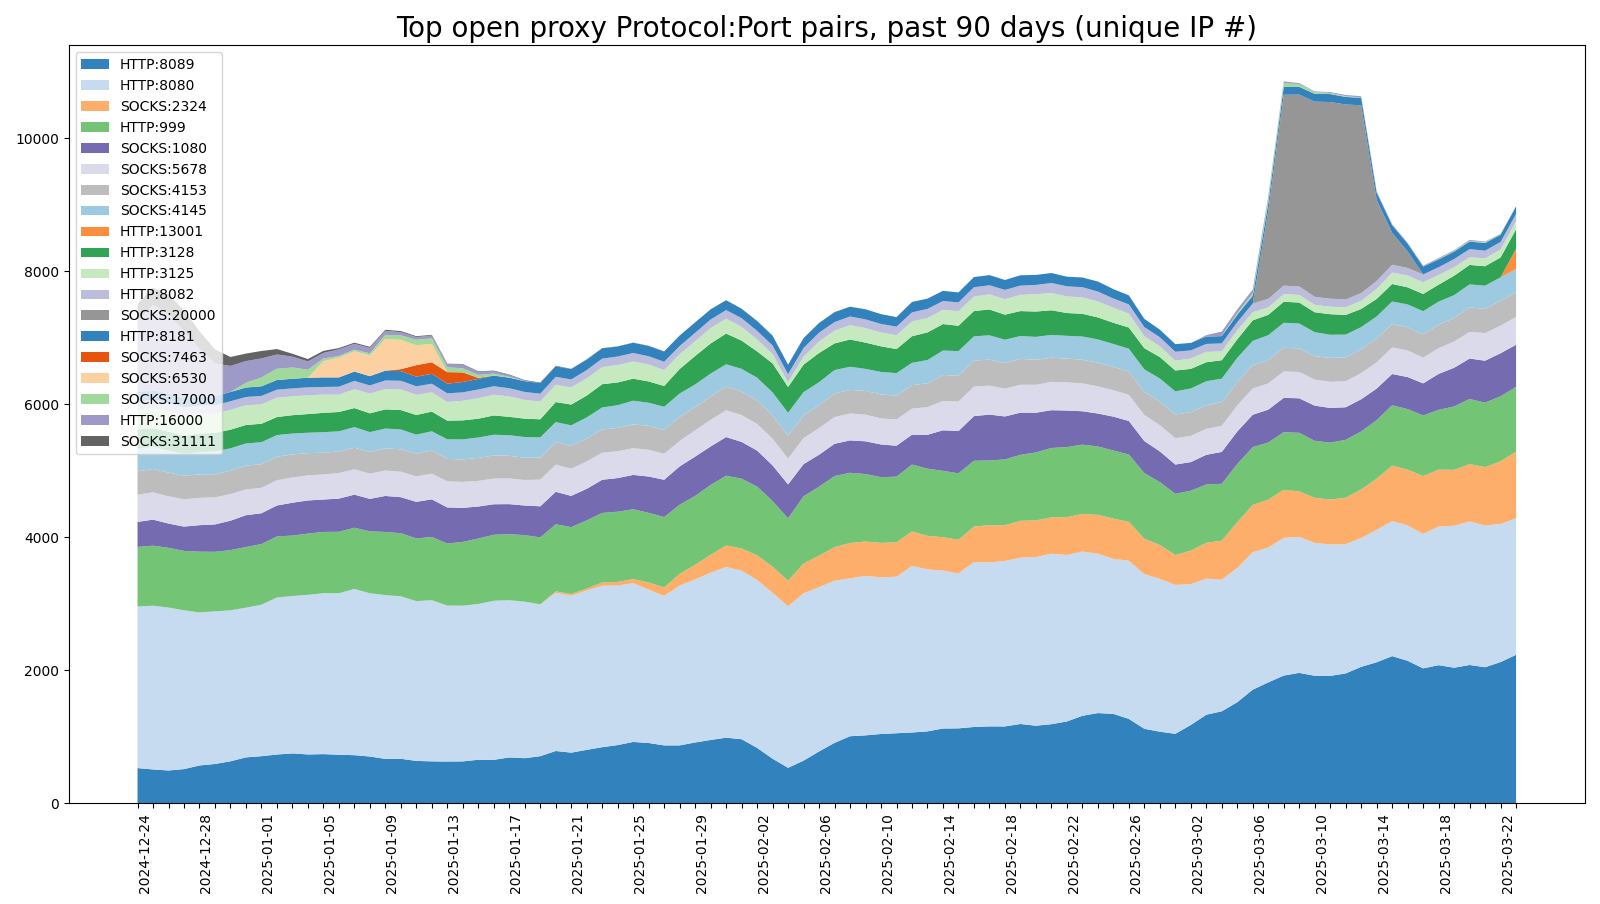 Top open proxy Protocol:Port pairs, past 90 days (unique IP #)
HTTP:8089
HTTP:8080
SOCKS:2324
HTTP:999
SOCKS:1080
SOCKS:5678
SOCKS:4153
SOCKS:4145
HTTP:13001
HTTP:3128
HTTP:3125
HTTP:8082
SOCKS:20000
HTTP:8181
SOCKS:7463
SOCKS:6530
SOCKS:17000
HTTP:16000
SOCKS:31111
10000
8000
6000
4000
2000
0
2024-12-24
2024-12-28
2025-01-01
2025-01-05
2025-01-09
2025-01-13
2025-01-17
2025-01-21
2025-01-25
2025-01-29
2025-02-02
2025-02-06
2025-02-10
2025-02-14
2025-02-18
2025-02-22
2025-02-26
2025-03-02
2025-03-06
2025-03-10
2025-03-14
2025-03-18
2025-03-22